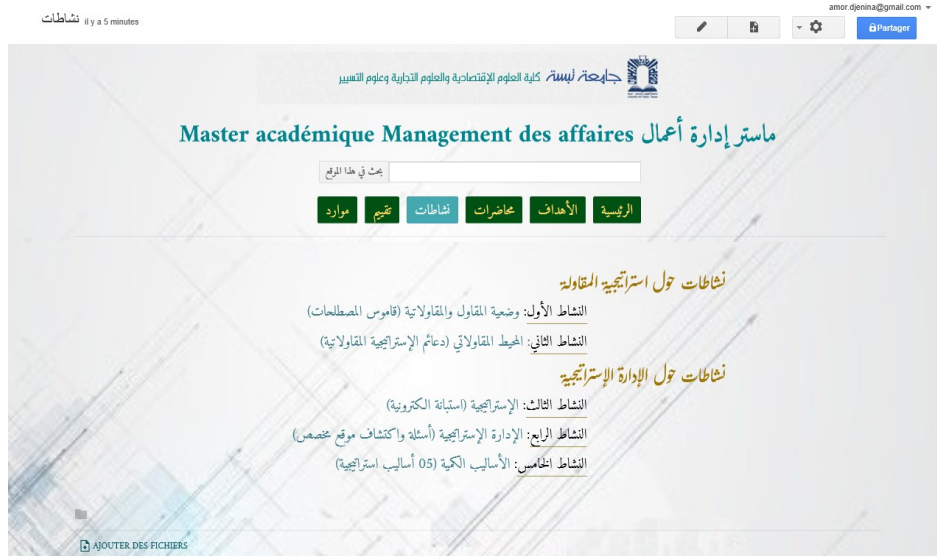 amor.djenina@gmail.com
نشاطات il y a 5 minutes
Partager
جامعة تبسة كلية العلوم الإقتصادية والعلوم التجارية وعلوم التسيير
ماستر إدارة أعمال Master académique Management des affaires
بحث في هذا الموقع
الرئيسية الأهداف محاضرات نشاطات تقييم موارد
نشاطات حول استراتيجية المقاولة
النشاط الأول: وضعية المقاول والمقاولاتية (قاموس المصطلحات)
النشاط الثاني: المحيط المقاولاتي (دعائم الإستراتيجية المقاولاتية)
نشاطات حول الإدارة الإستراتيجية
النشاط الثالث: الإستراتيجية (استبانة الكترونية)
النشاط الرابع: الإدارة الإستراتيجية (أسئلة واكتشاف موقع مخصص)
النشاط الخامس: الأساليب الكمية (05 أساليب استراتيجية)
AJOUTER DES FICHIERS